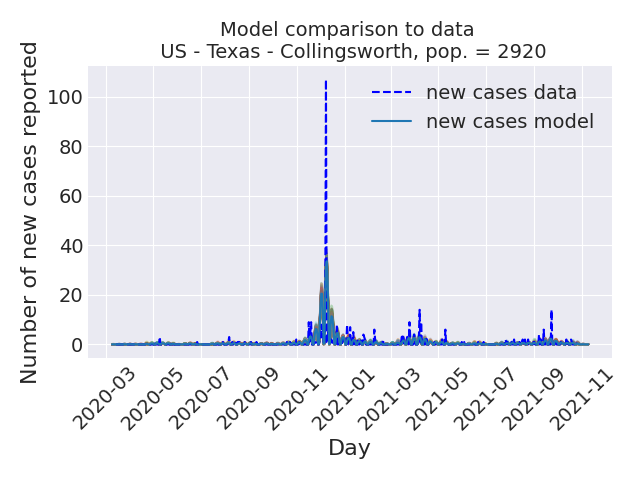 Model comparison to data
US - Texas - Collingsworth, pop. = 2920
Number of new cases reported
100
80
60
40
20
0
new cases data
new cases model
2020-03
2020-05
2020-07
2020-09
2020-11
2021-01
2021-03
2021-05
2021-07
2021-09
2021-11
Day